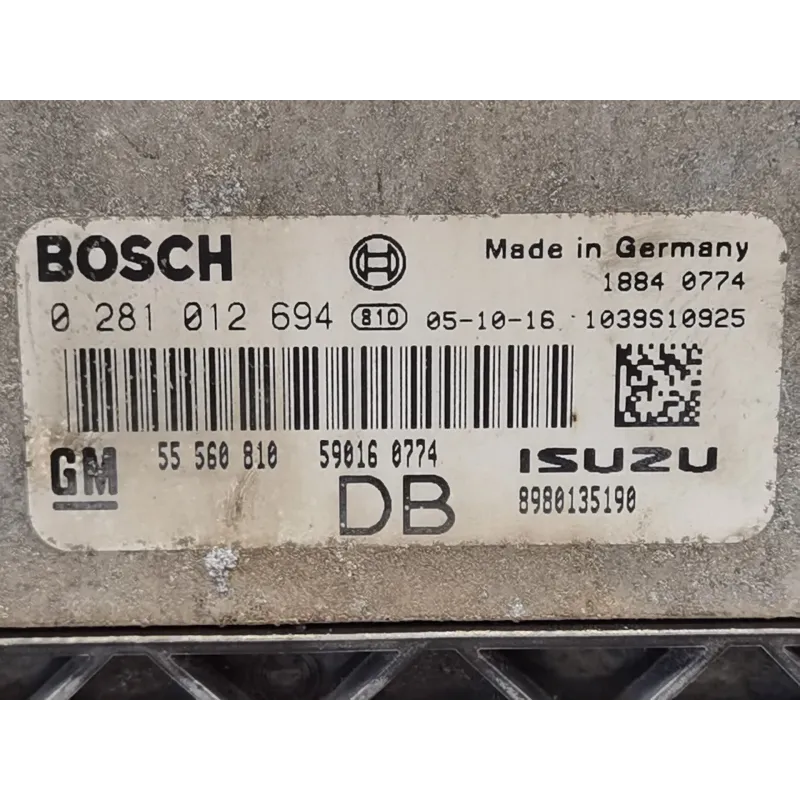 BOSCH Made in Germany
1884 0774
0 281 012 694 810 05-10-16 1039S10925
GM 55 560 810 59016 0774 ISUZU
DB 8980135190